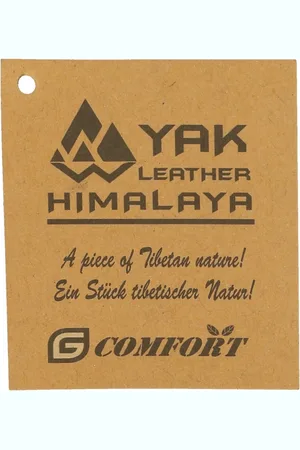 YAK
LEATHER
HIMALAYA
A piece of Tibetan nature!
Ein Stück tibetischer Natur!
G COMFORT